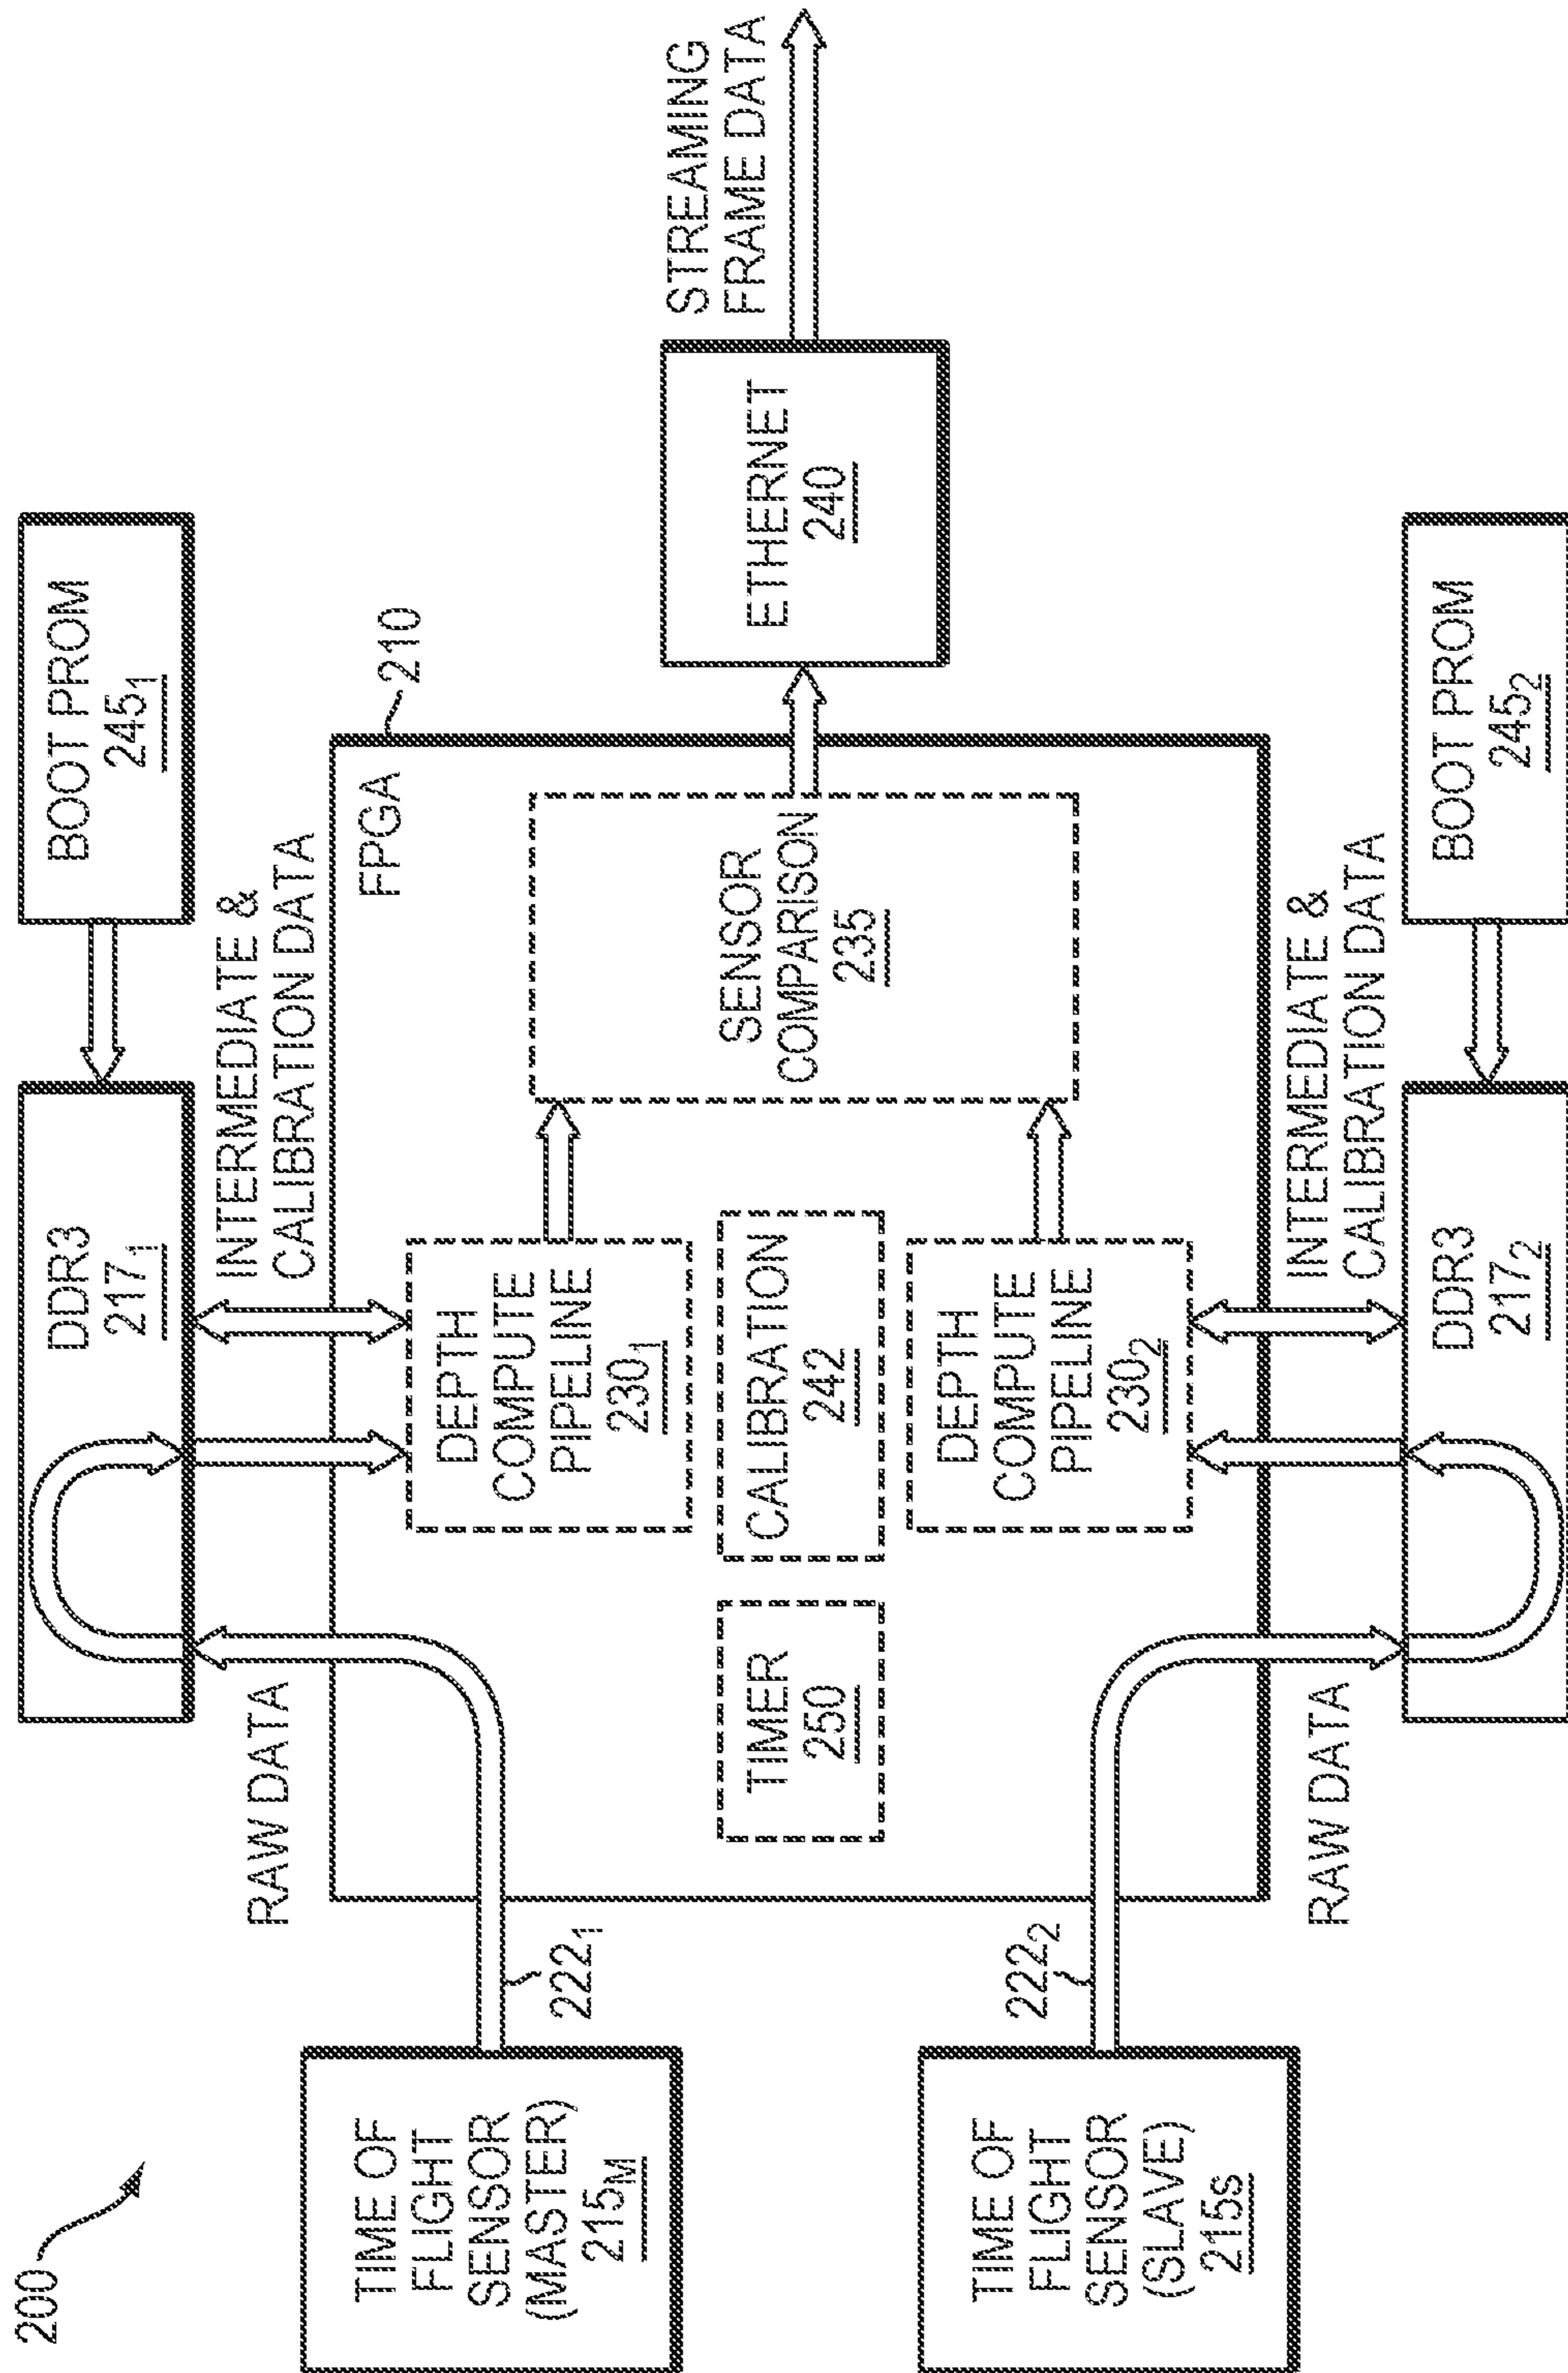 200
BOOT PROM
245₁
DDR3
217₁
INTERMEDIATE &
CALIBRATION DATA
RAW DATA
FPGA
210
TIME OF
FLIGHT
SENSOR
(MASTER)
215M
222₁
DEPTH
COMPUTE
PIPELINE
230₁
SENSOR
COMPARISON
235
TIMER
250
CALIBRATION
242
ETHERNET
240
STREAMING
FRAME DATA
TIME OF
FLIGHT
SENSOR
(SLAVE)
215s
222₂
DEPTH
COMPUTE
PIPELINE
230₂
RAW DATA
INTERMEDIATE &
CALIBRATION DATA
DDR3
217₂
BOOT PROM
245₂